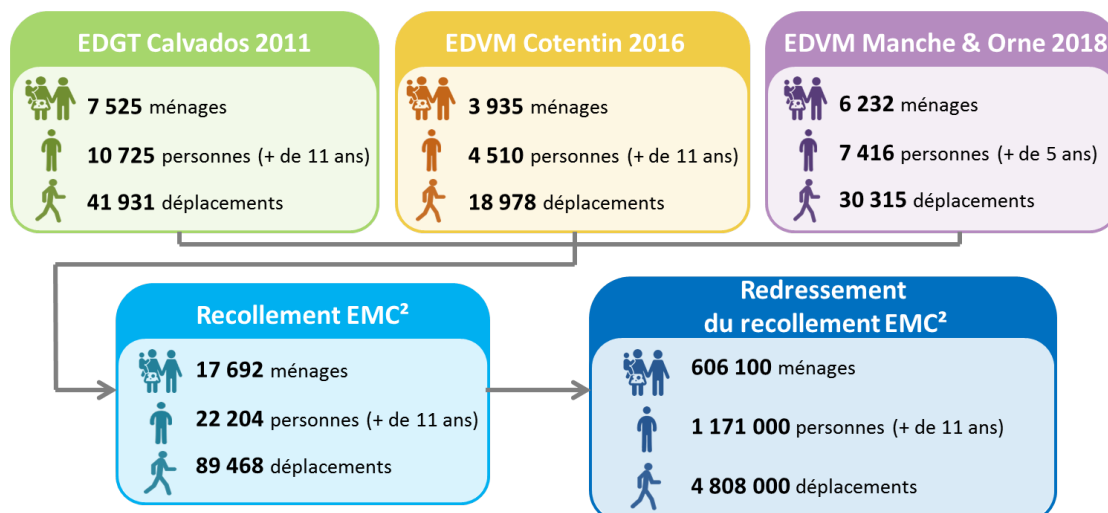 EDGT Calvados 2011
7 525 ménages
10 725 personnes (+ de 11 ans)
41 931 déplacements
EDVM Cotentin 2016
3 935 ménages
4 510 personnes (+ de 11 ans)
18 978 déplacements
EDVM Manche & Orne 2018
6 232 ménages
7 416 personnes (+ de 5 ans)
30 315 déplacements
Recollement EMC²
17 692 ménages
22 204 personnes (+ de 11 ans)
89 468 déplacements
Redressement
du recollement EMC²
606 100 ménages
1 171 000 personnes (+ de 11 ans)
4 808 000 déplacements